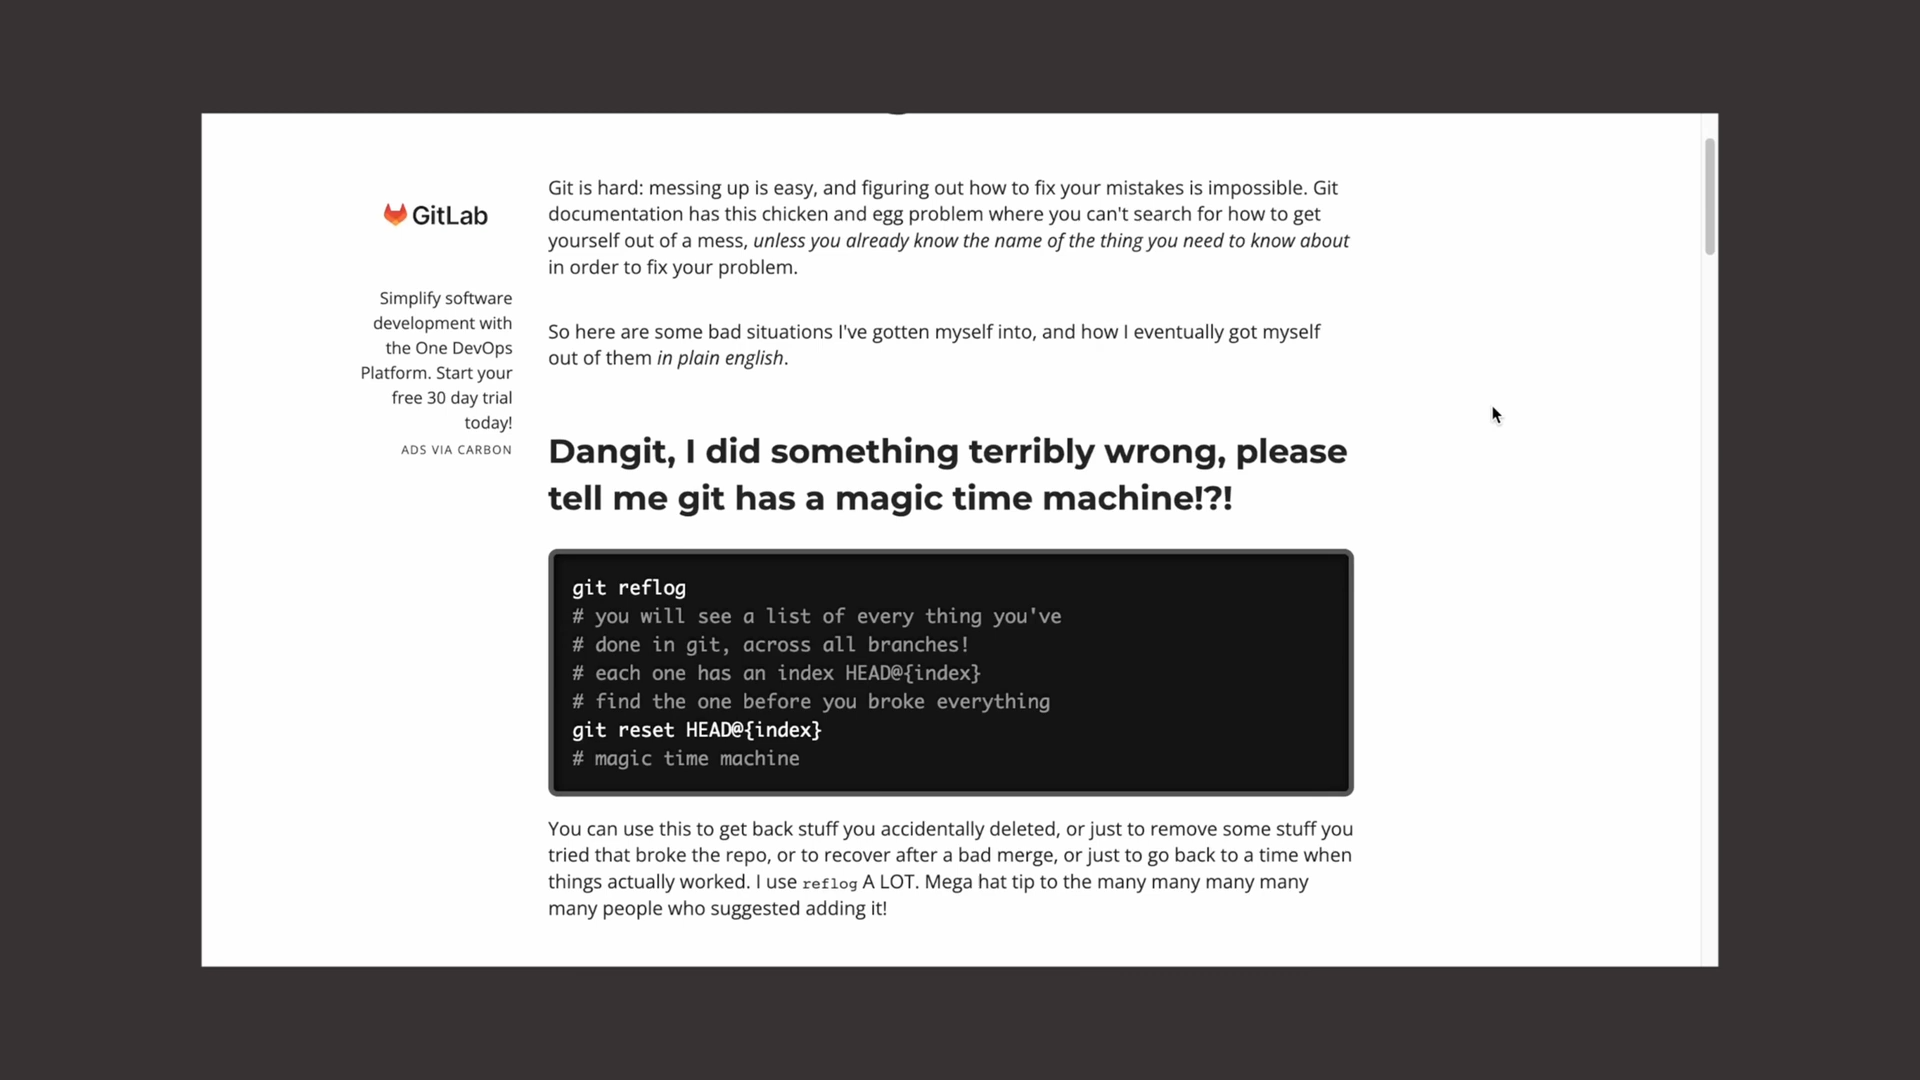 GitLab
Simplify software
development with
the One DevOps
Platform. Start your
free 30 day trial
today!
ADS VIA CARBON
Git is hard: messing up is easy, and figuring out how to fix your mistakes is impossible. Git
documentation has this chicken and egg problem where you can't search for how to get
yourself out of a mess, unless you already know the name of the thing you need to know about
in order to fix your problem.
So here are some bad situations I've gotten myself into, and how I eventually got myself
out of them in plain english.
Dangit, I did something terribly wrong, please
tell me git has a magic time machine!?!
git reflog
# you will see a list of every thing you've
# done in git, across all branches!
# each one has an index HEAD@{index}
# find the one before you broke everything
git reset HEAD@{index}
# magic time machine
You can use this to get back stuff you accidentally deleted, or just to remove some stuff you
tried that broke the repo, or to recover after a bad merge, or just to go back to a time when
things actually worked. I use reflog A LOT. Mega hat tip to the many many many many
many people who suggested adding it!